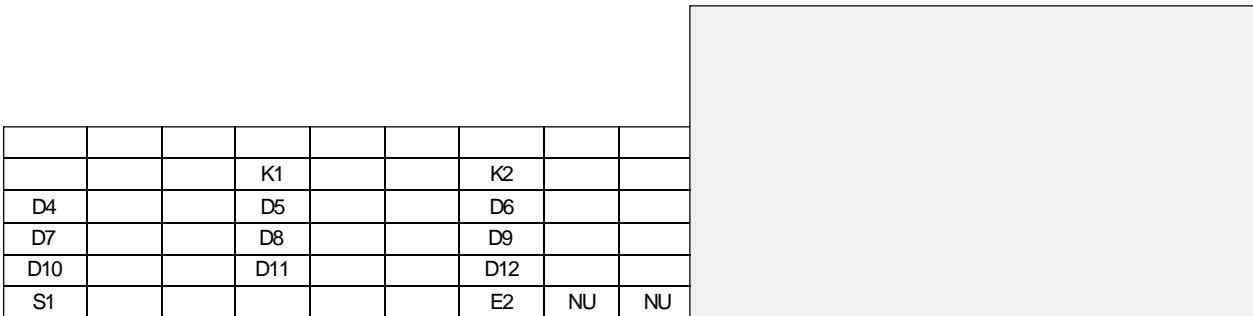 K1 K2
D4 D5 D6
D7 D8 D9
D10 D11 D12
S1 E2 NU NU